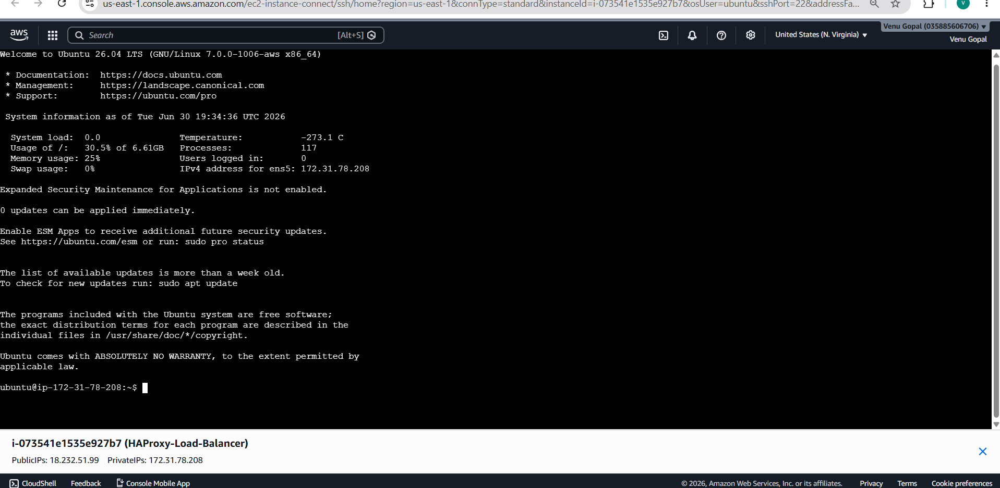 us-east-1.console.aws.amazon.com/ec2-instance-connect/ssh/home?region=us-east-1&connType=standard&instanceId=i-073541e1535e927b7&osUser=ubuntu&sshPort=22&addressFa...
V
aws
Search
[Alt+S]
United States (N. Virginia)
Venu Gopal (035885606706)
Venu Gopal
Welcome to Ubuntu 26.04 LTS (GNU/Linux 7.0.0-1006-aws x86_64)
* Documentation: https://docs.ubuntu.com
* Management: https://landscape.canonical.com
* Support: https://ubuntu.com/pro
System information as of Tue Jun 30 19:34:36 UTC 2026
System load: 0.0 Temperature: -273.1 C
Usage of /: 30.5% of 6.61GB Processes: 117
Memory usage: 25% Users logged in: 0
Swap usage: 0% IPv4 address for ens5: 172.31.78.208
Expanded Security Maintenance for Applications is not enabled.
0 updates can be applied immediately.
Enable ESM Apps to receive additional future security updates.
See https://ubuntu.com/esm or run: sudo pro status
The list of available updates is more than a week old.
To check for new updates run: sudo apt update
The programs included with the Ubuntu system are free software;
the exact distribution terms for each program are described in the
individual files in /usr/share/doc/*/copyright.
Ubuntu comes with ABSOLUTELY NO WARRANTY, to the extent permitted by
applicable law.
ubuntu@ip-172-31-78-208:~$
i-073541e1535e927b7 (HAProxy-Load-Balancer)
PublicIPs: 18.232.51.99 PrivateIPs: 172.31.78.208
CloudShell Feedback Console Mobile App © 2026, Amazon Web Services, Inc. or its affiliates. Privacy Terms Cookie preferences